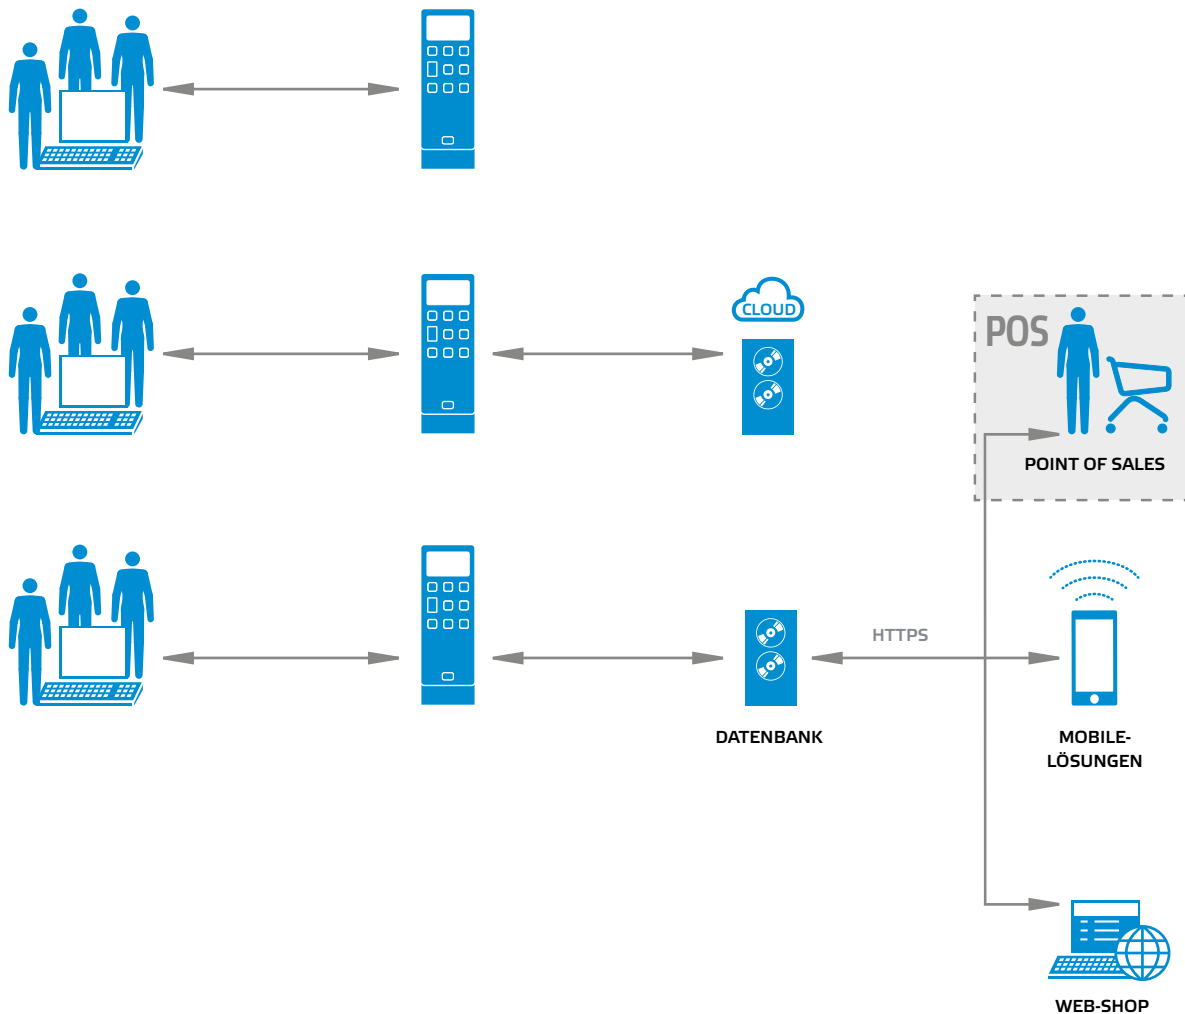 CLOUD
POS
POINT OF SALES
HTTPS
DATENBANK
MOBILE-
LÖSUNGEN
WEB-SHOP